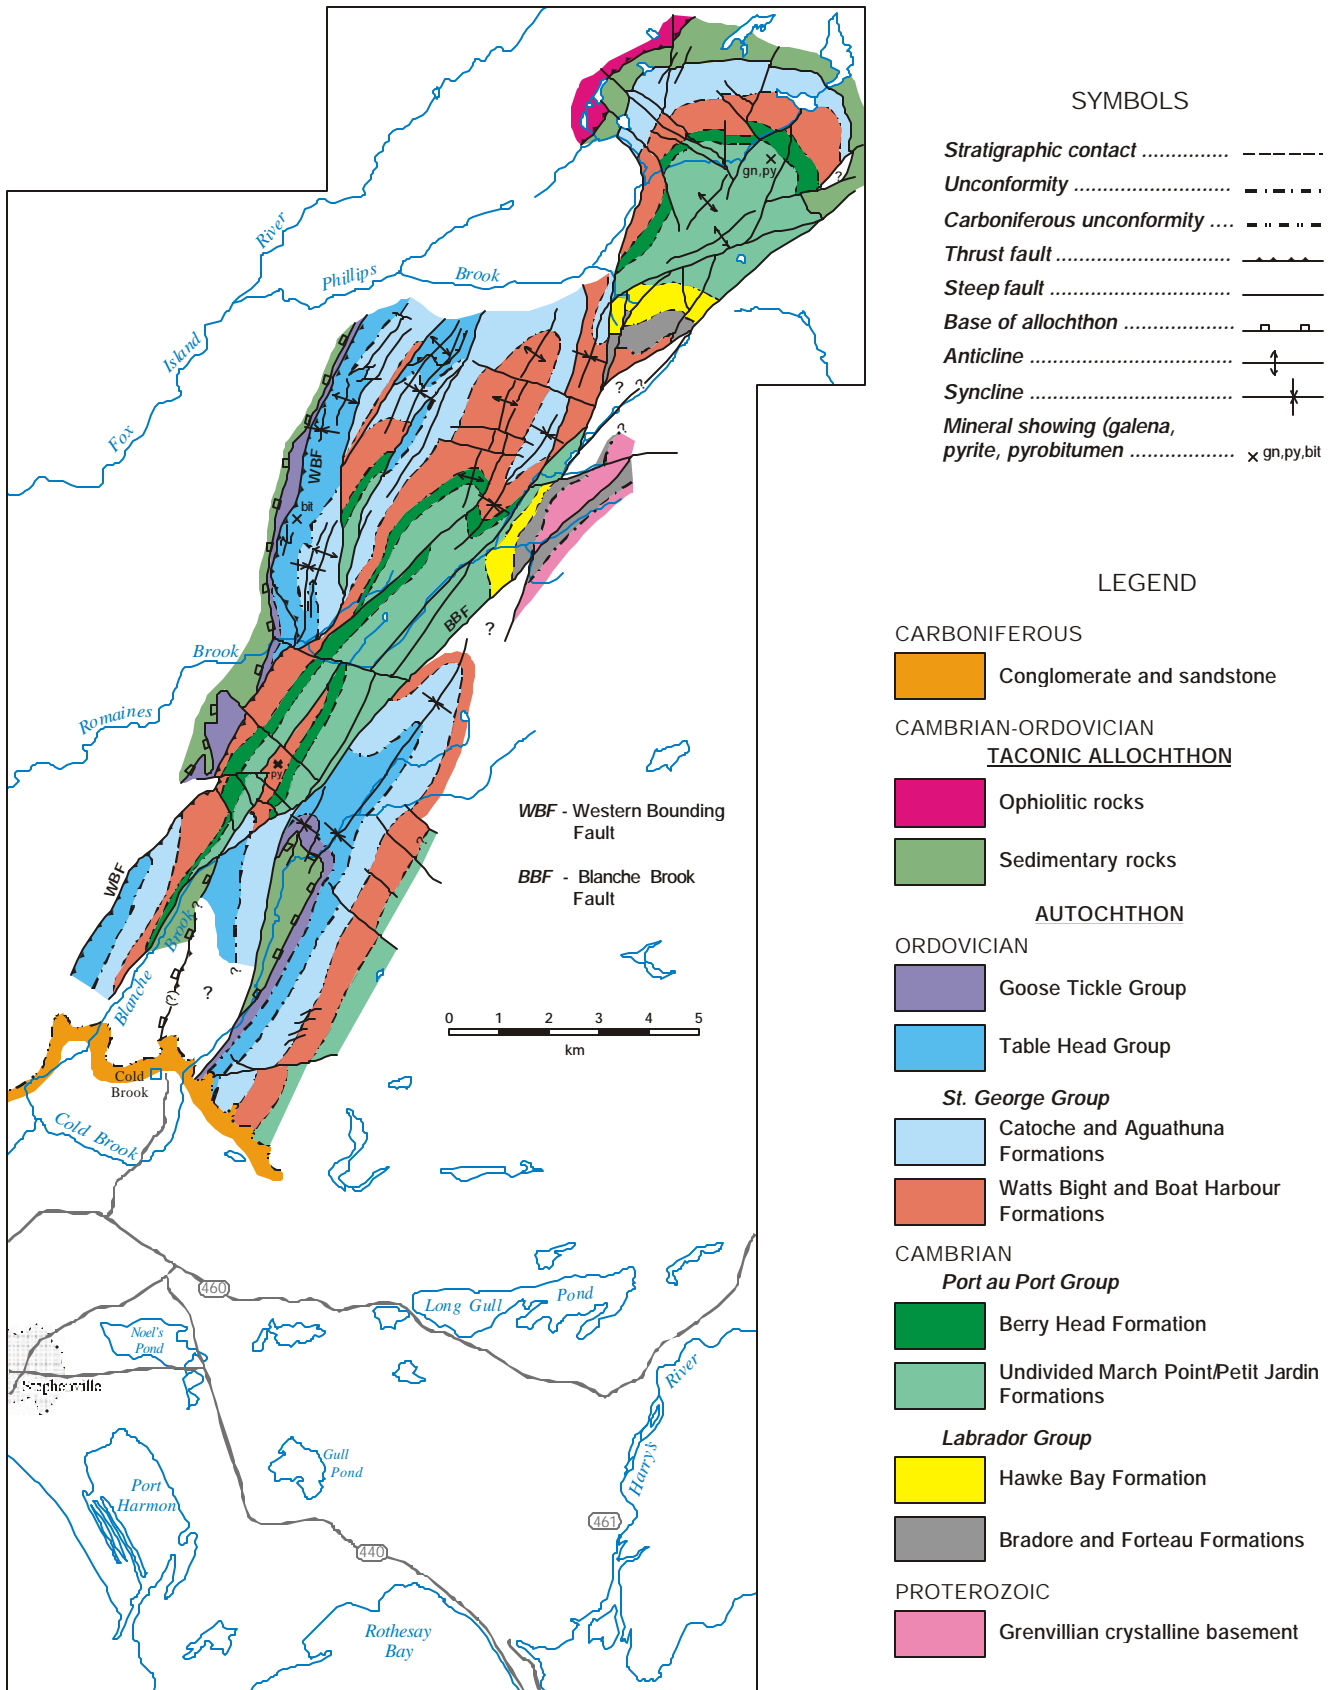 SYMBOLS
Stratigraphic contact ...............
Unconformity ...........................
Carboniferous unconformity ....
Thrust fault ..............................
Steep fault ...............................
Base of allochthon ...................
Anticline ...................................
Syncline ...................................
Mineral showing (galena,
pyrite, pyrobitumen .................. gn,py,bit
LEGEND
CARBONIFEROUS
Conglomerate and sandstone
CAMBRIAN-ORDOVICIAN
TACONIC ALLOCHTHON
Ophiolitic rocks
Sedimentary rocks
AUTOCHTHON
ORDOVICIAN
Goose Tickle Group
Table Head Group
St. George Group
Catoche and Aguathuna
Formations
Watts Bight and Boat Harbour
Formations
CAMBRIAN
Port au Port Group
Berry Head Formation
Undivided March Point/Petit Jardin
Formations
Labrador Group
Hawke Bay Formation
Bradore and Forteau Formations
PROTEROZOIC
Grenvillian crystalline basement
gn,py
?
River
Phillips
Brook
Island
Fox
?
?
?
WBF
bit
?
BBF
?
Brook
Romaines
py
WBF - Western Bounding
Fault
BBF - Blanche Brook
Fault
?
WBF
?
Brook
Blanche
?
?
(?)
0 1 2 3 4 5
km
Cold
Brook
Cold Brook
460
Long Gull
Pond
Noel's
Pond
Stephenville
River
Harry's
Gull
Pond
Port
Harmon
461
440
Rothesay
Bay